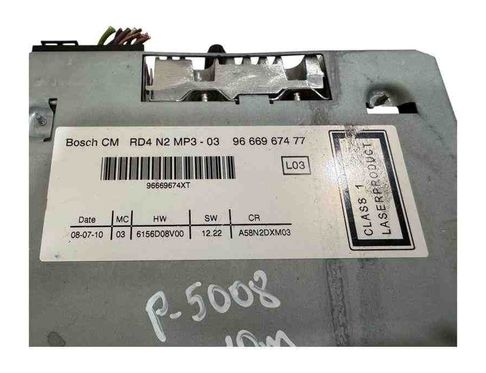 Bosch CM RD4 N2 MP3 - 03 96 669 674 77
L03
96669674XT
CLASS 1
LASERPRODUCT
Date MC HW SW CR
08-07-10 03 6156D08V00 12.22 A58N2DXM03
P-5008